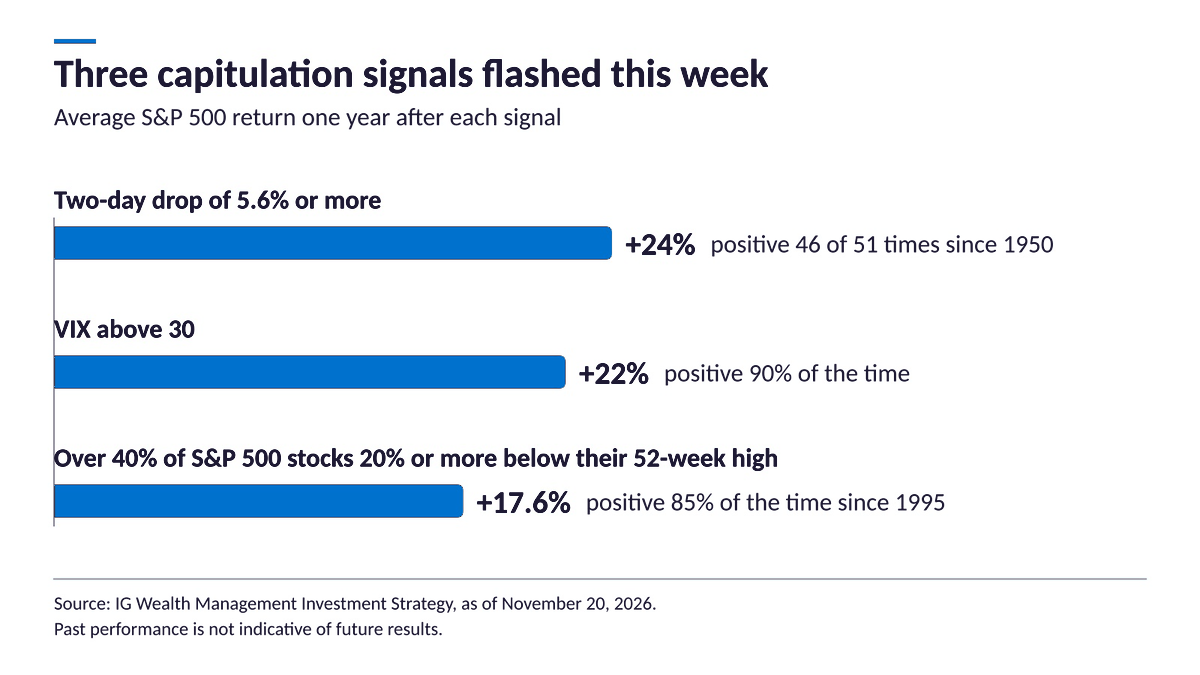 Three capitulation signals flashed this week
Average S&P 500 return one year after each signal
Two-day drop of 5.6% or more
+24% positive 46 of 51 times since 1950
VIX above 30
+22% positive 90% of the time
Over 40% of S&P 500 stocks 20% or more below their 52-week high
+17.6% positive 85% of the time since 1995
Source: IG Wealth Management Investment Strategy, as of November 20, 2026.
Past performance is not indicative of future results.